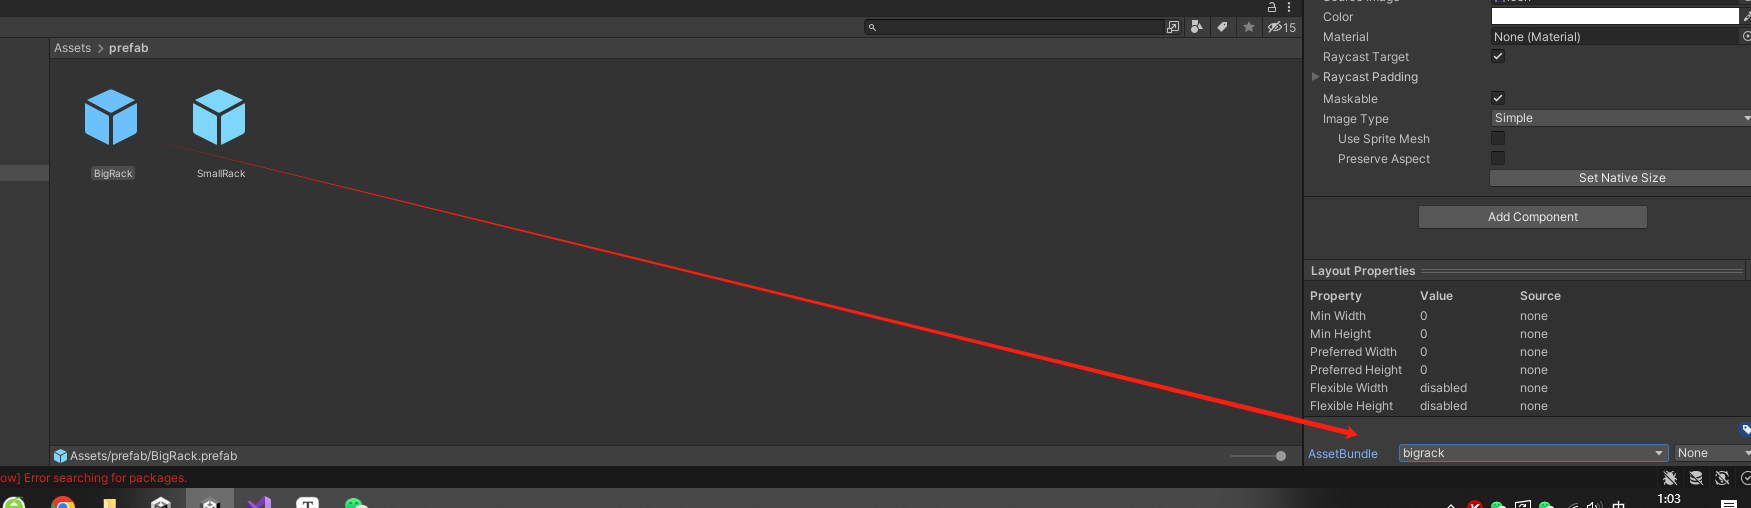 15
Assets > prefab
BigRack
SmallRack
Assets/prefab/BigRack.prefab
Color
Material
None (Material)
Raycast Target
Raycast Padding
Maskable
Image Type
Simple
Use Sprite Mesh
Preserve Aspect
Set Native Size
Add Component
Layout Properties
Property Value Source
Min Width 0 none
Min Height 0 none
Preferred Width 0 none
Preferred Height 0 none
Flexible Width disabled none
Flexible Height disabled none
AssetBundle bigrack None
ow] Error searching for packages.
1:03